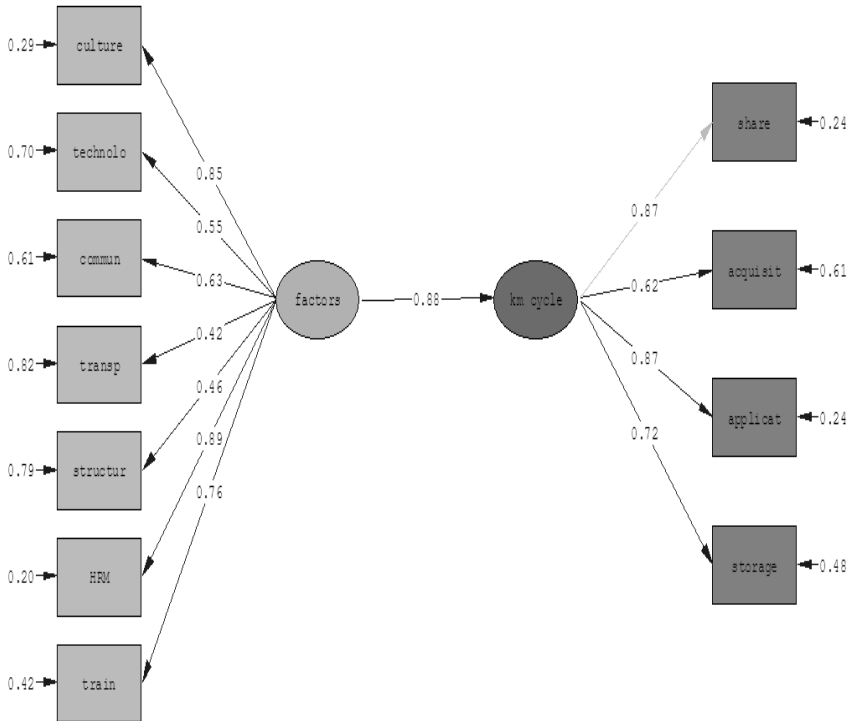 0.29 culture
0.70 technolo
0.61 commun
0.82 transp
0.79 structur
0.20 HRM
0.42 train
0.85
0.55
0.63
0.42
0.46
0.89
0.76
factors
0.88
km cycle
0.87
0.62
0.87
0.72
share 0.24
acquisit 0.61
applicat 0.24
storage 0.48